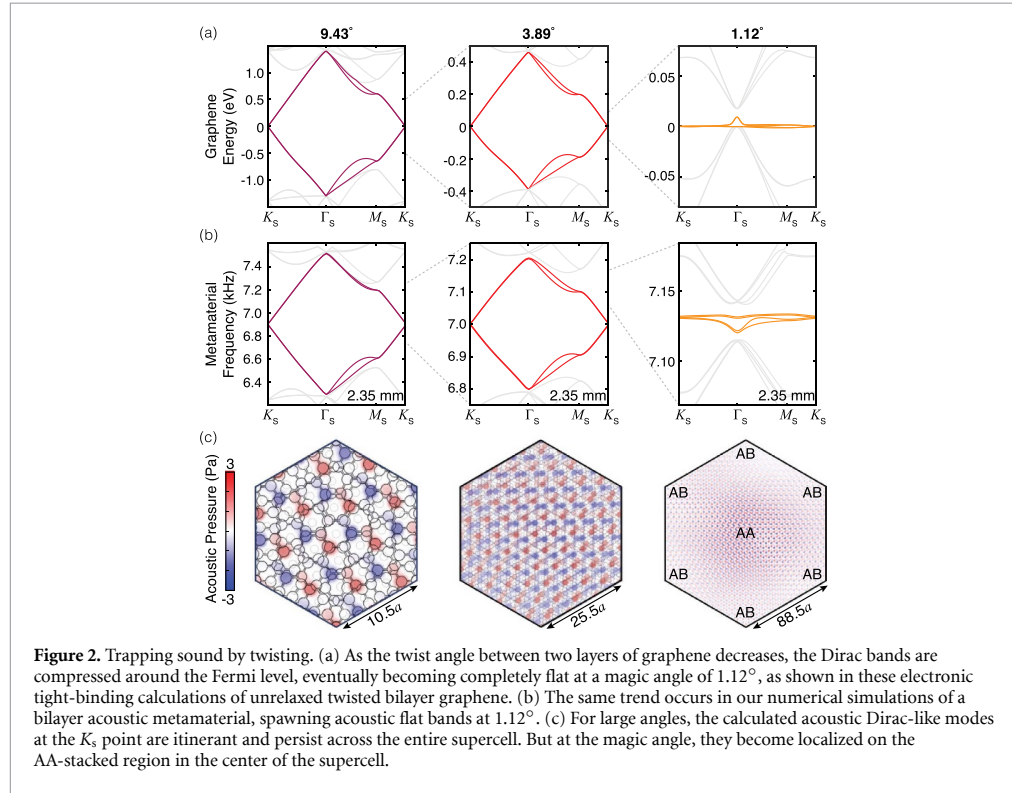 (a)
9.43°
3.89°
1.12°
Graphene
Energy (eV)
1.0
0.5
0
-0.5
-1.0
0.4
0.2
0
-0.2
-0.4
0.05
0
-0.05
Ks Γs Ms Ks
Ks Γs Ms Ks
Ks Γs Ms Ks
(b)
Metamaterial
Frequency (kHz)
7.4
7.2
7.0
6.8
6.6
6.4
7.2
7.1
7.0
6.9
6.8
7.15
7.10
2.35 mm
2.35 mm
2.35 mm
Ks Γs Ms Ks
Ks Γs Ms Ks
Ks Γs Ms Ks
(c)
Acoustic Pressure (Pa)
3
-3
10.5a
25.5a
AB
AB
AB
AA
AB
AB
AB
88.5a
Figure 2. Trapping sound by twisting. (a) As the twist angle between two layers of graphene decreases, the Dirac bands are
compressed around the Fermi level, eventually becoming completely flat at a magic angle of 1.12°, as shown in these electronic
tight-binding calculations of unrelaxed twisted bilayer graphene. (b) The same trend occurs in our numerical simulations of a
bilayer acoustic metamaterial, spawning acoustic flat bands at 1.12°. (c) For large angles, the calculated acoustic Dirac-like modes
at the Ks point are itinerant and persist across the entire supercell. But at the magic angle, they become localized on the
AA-stacked region in the center of the supercell.